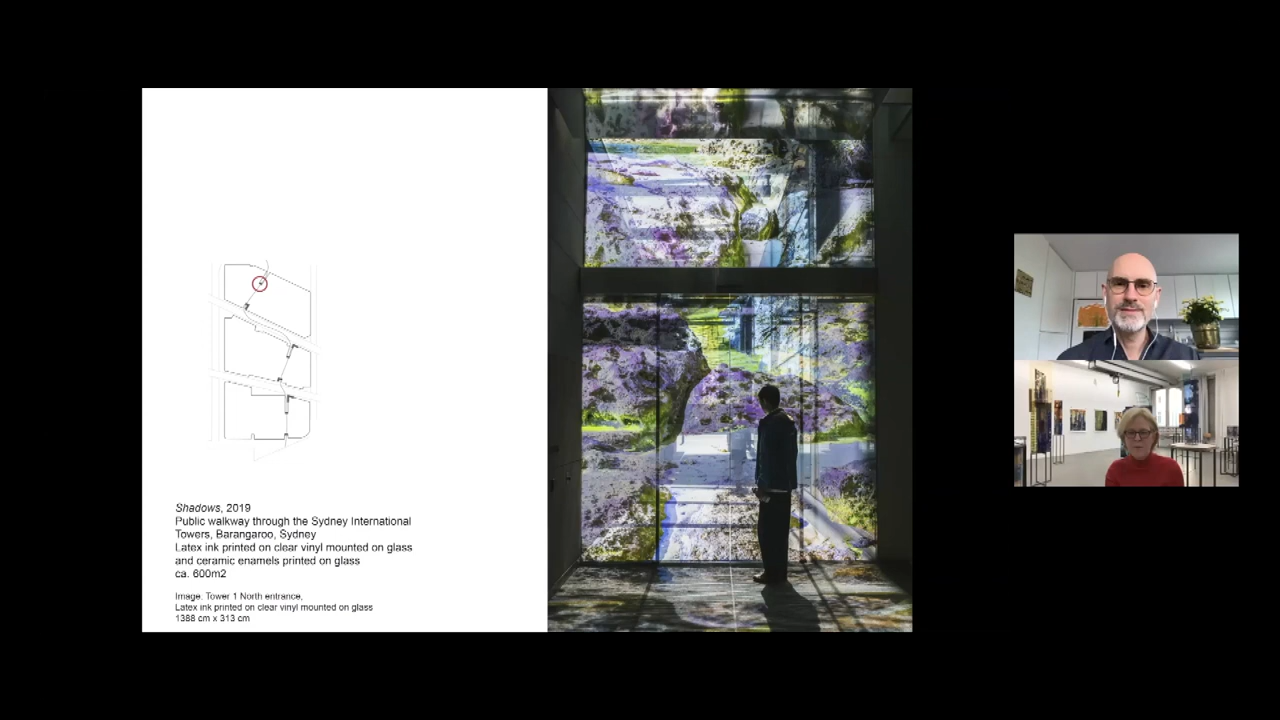 Shadows, 2019
Public walkway through the Sydney International
Towers, Barangaroo, Sydney
Latex ink printed on clear vinyl mounted on glass
and ceramic enamels printed on glass
ca. 600m2
Image. Tower 1 North entrance,
Latex ink printed on clear vinyl mounted on glass
1388 cm x 313 cm